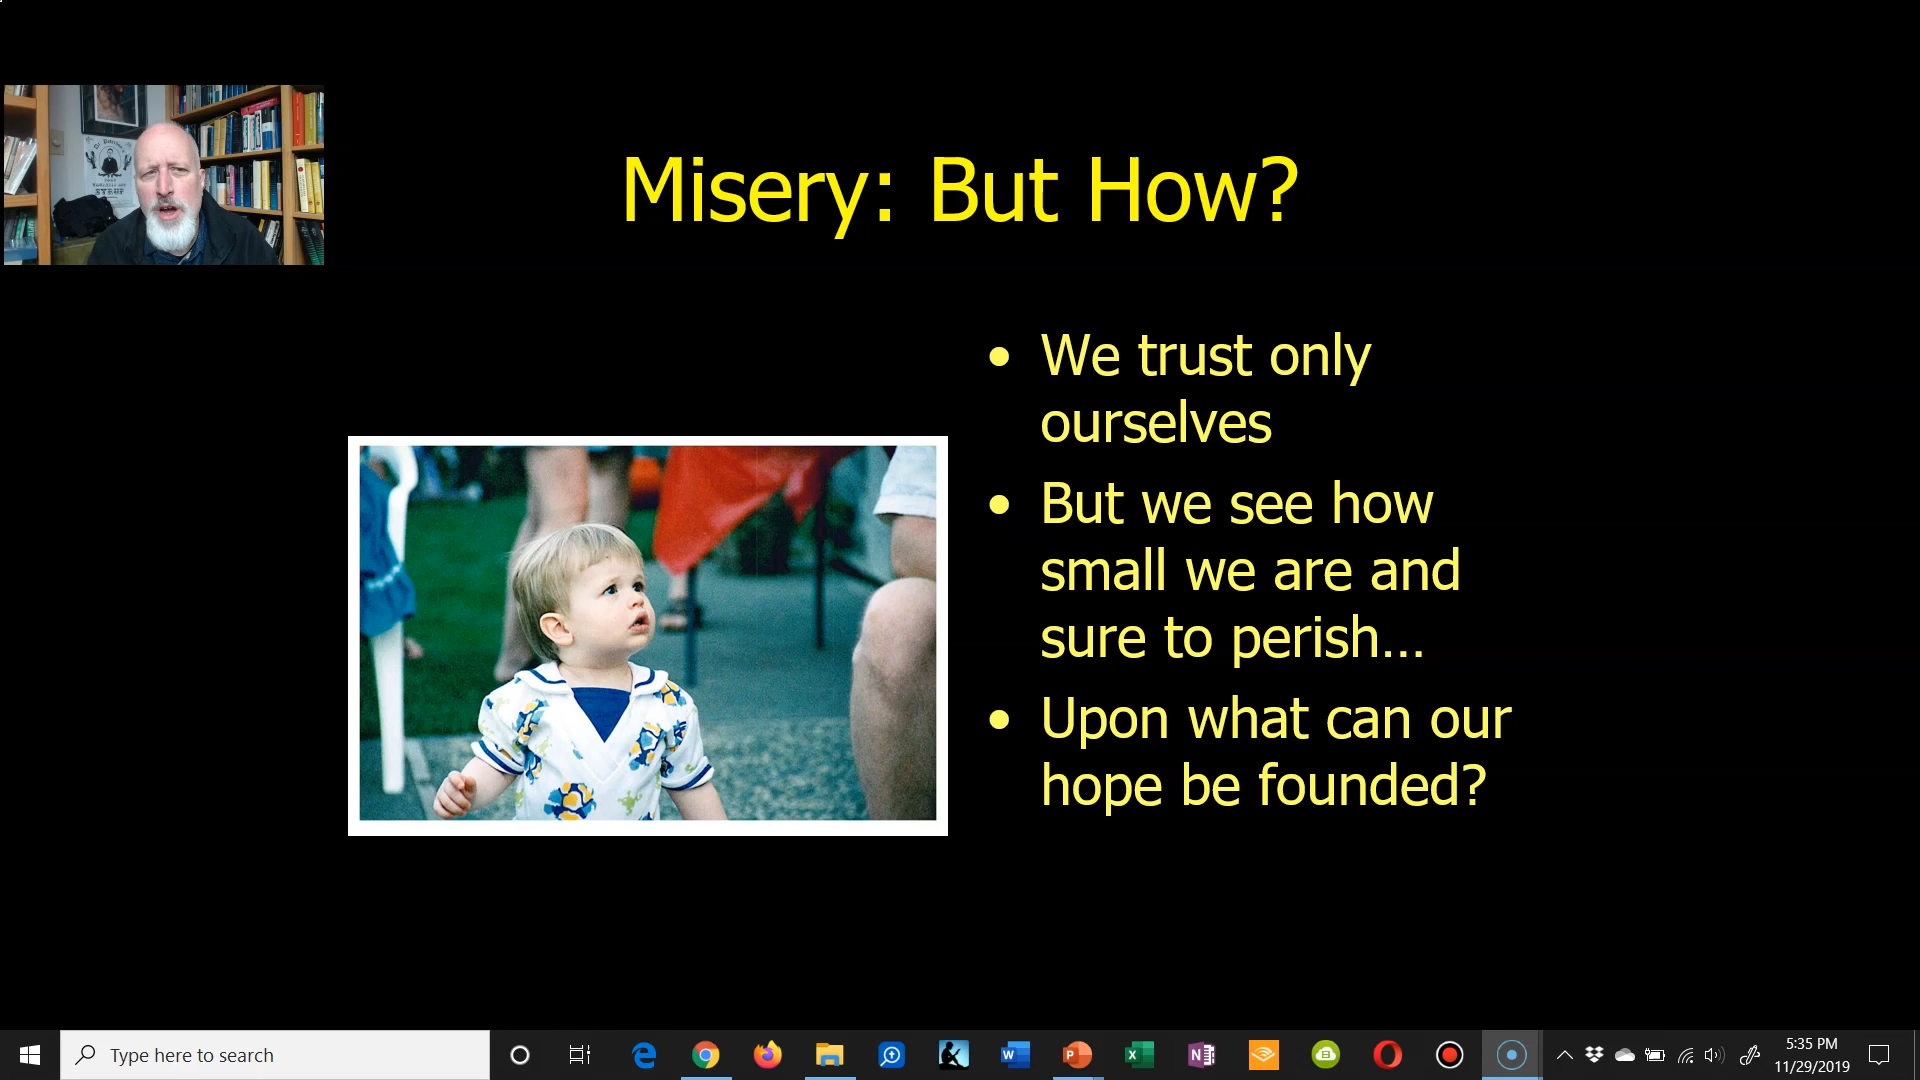 Misery: But How?
STRUP
We trust only
ourselves
But we see how
small we are and
sure to perish...
Upon what can our
hope be founded?
Type here to search
5:35 PM
11/29/2019